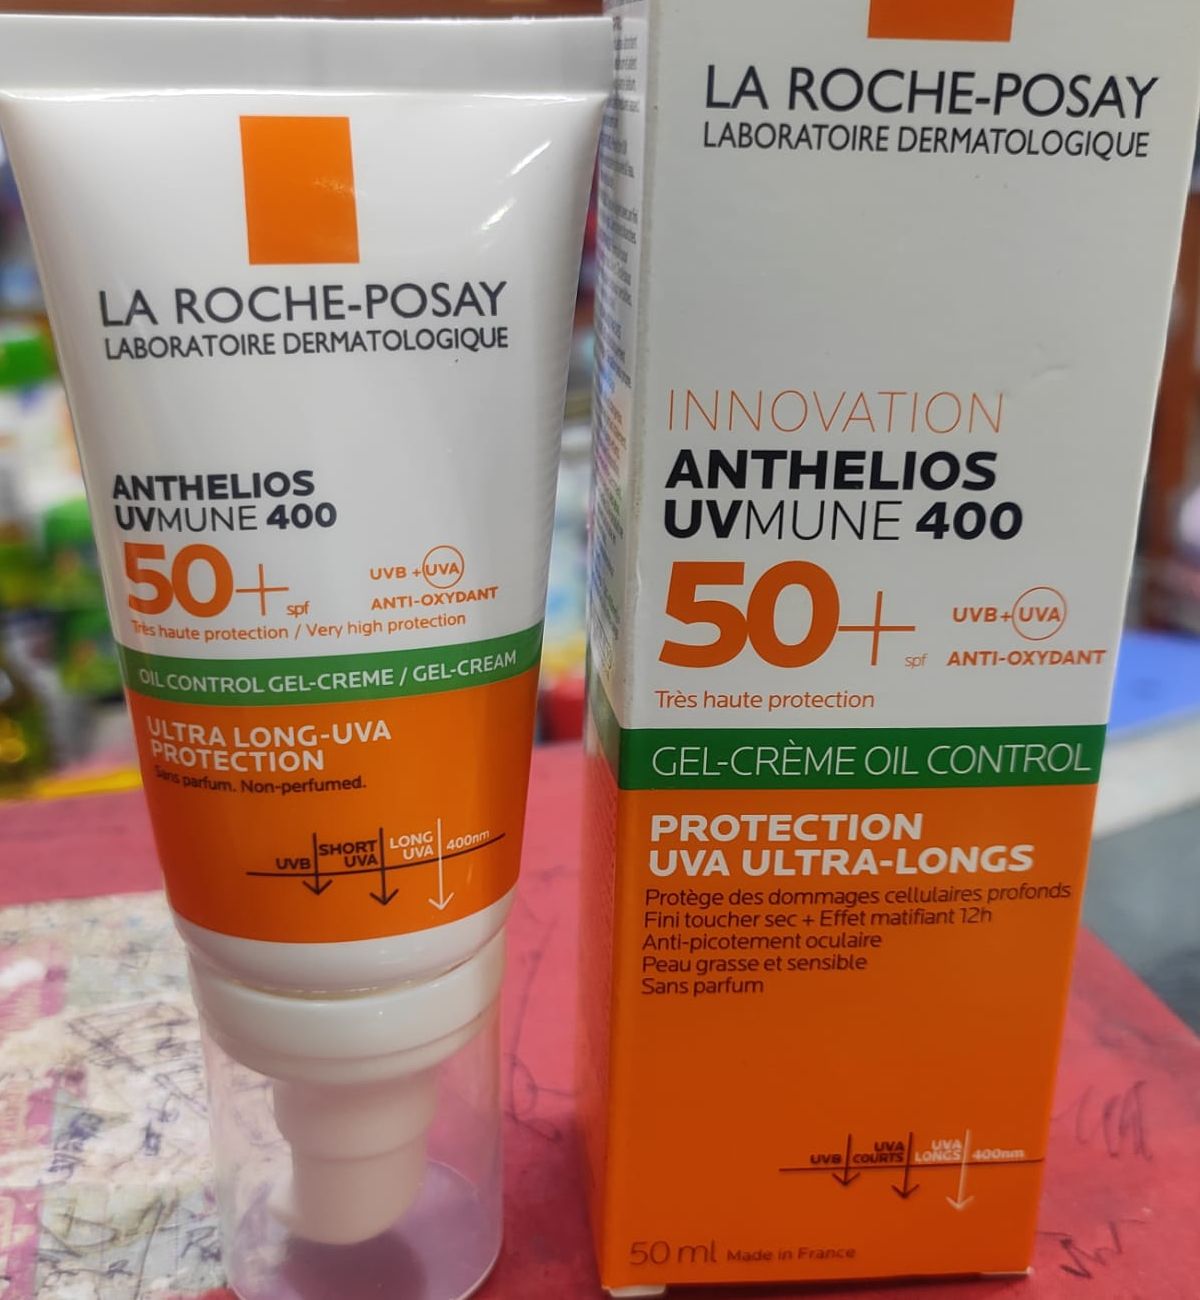 LA ROCHE-POSAY
LABORATOIRE DERMATOLOGIQUE
ANTHELIOS
UVMUNE 400
50+ spf
UVB + UVA
ANTI-OXYDANT
Très haute protection / Very high protection
OIL CONTROL GEL-CREME / GEL-CREAM
ULTRA LONG-UVA
PROTECTION
Sans parfum. Non-perfumed.
UVB SHORT UVA LONG UVA 400nm
LA ROCHE-POSAY
LABORATOIRE DERMATOLOGIQUE
INNOVATION
ANTHELIOS
UVMUNE 400
50+ spf
UVB+UVA
ANTI-OXYDANT
Très haute protection
GEL-CRÈME OIL CONTROL
PROTECTION
UVA ULTRA-LONGS
Protège des dommages cellulaires profonds
Fini toucher sec + Effet matifiant 12h
Anti-picotement oculaire
Peau grasse et sensible
Sans parfum
UVB UVA COURTS UVA LONGS 400nm
50 ml Made in France